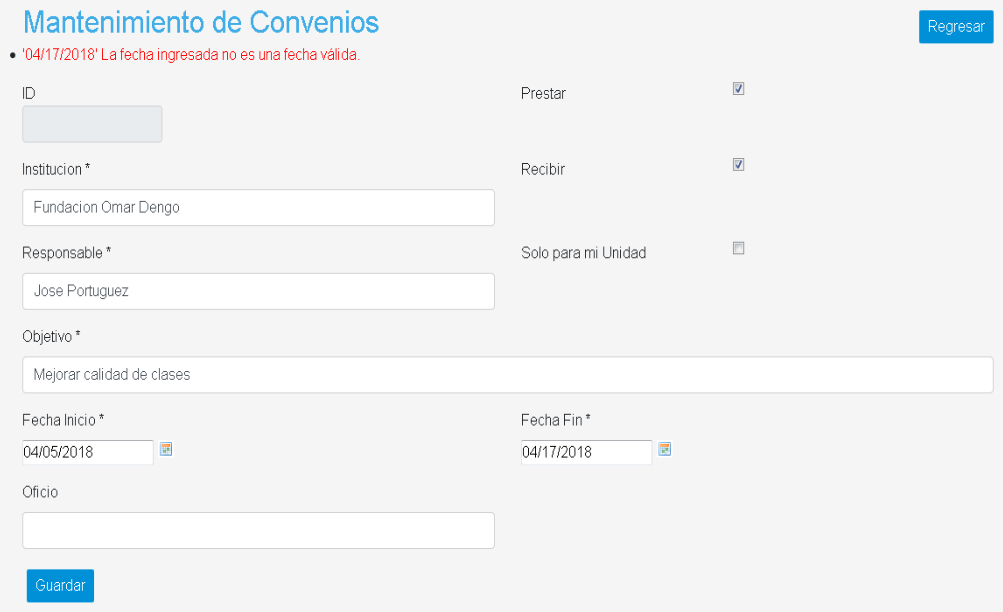 Mantenimiento de Convenios
Regresar
'04/17/2018' La fecha ingresada no es una fecha válida.
ID
Prestar
Institucion *
Recibir
Fundacion Omar Dengo
Responsable *
Solo para mi Unidad
Jose Portuguez
Objetivo *
Mejorar calidad de clases
Fecha Inicio *
Fecha Fin *
04/05/2018
04/17/2018
Oficio
Guardar